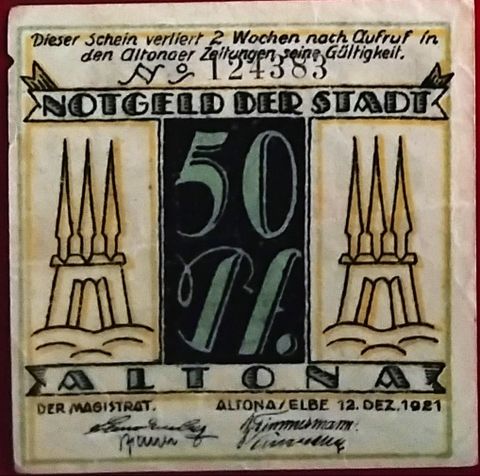 Dieser Schein verliert 2 Wochen nach Aufruf in
den Altonaer Zeitungen seine Gültigkeit.
No 124383
NOTGELD DER STADT
50
Pf.
ALTONA
DER MAGISTRAT. ALTONA/ELBE 12. DEZ. 1921